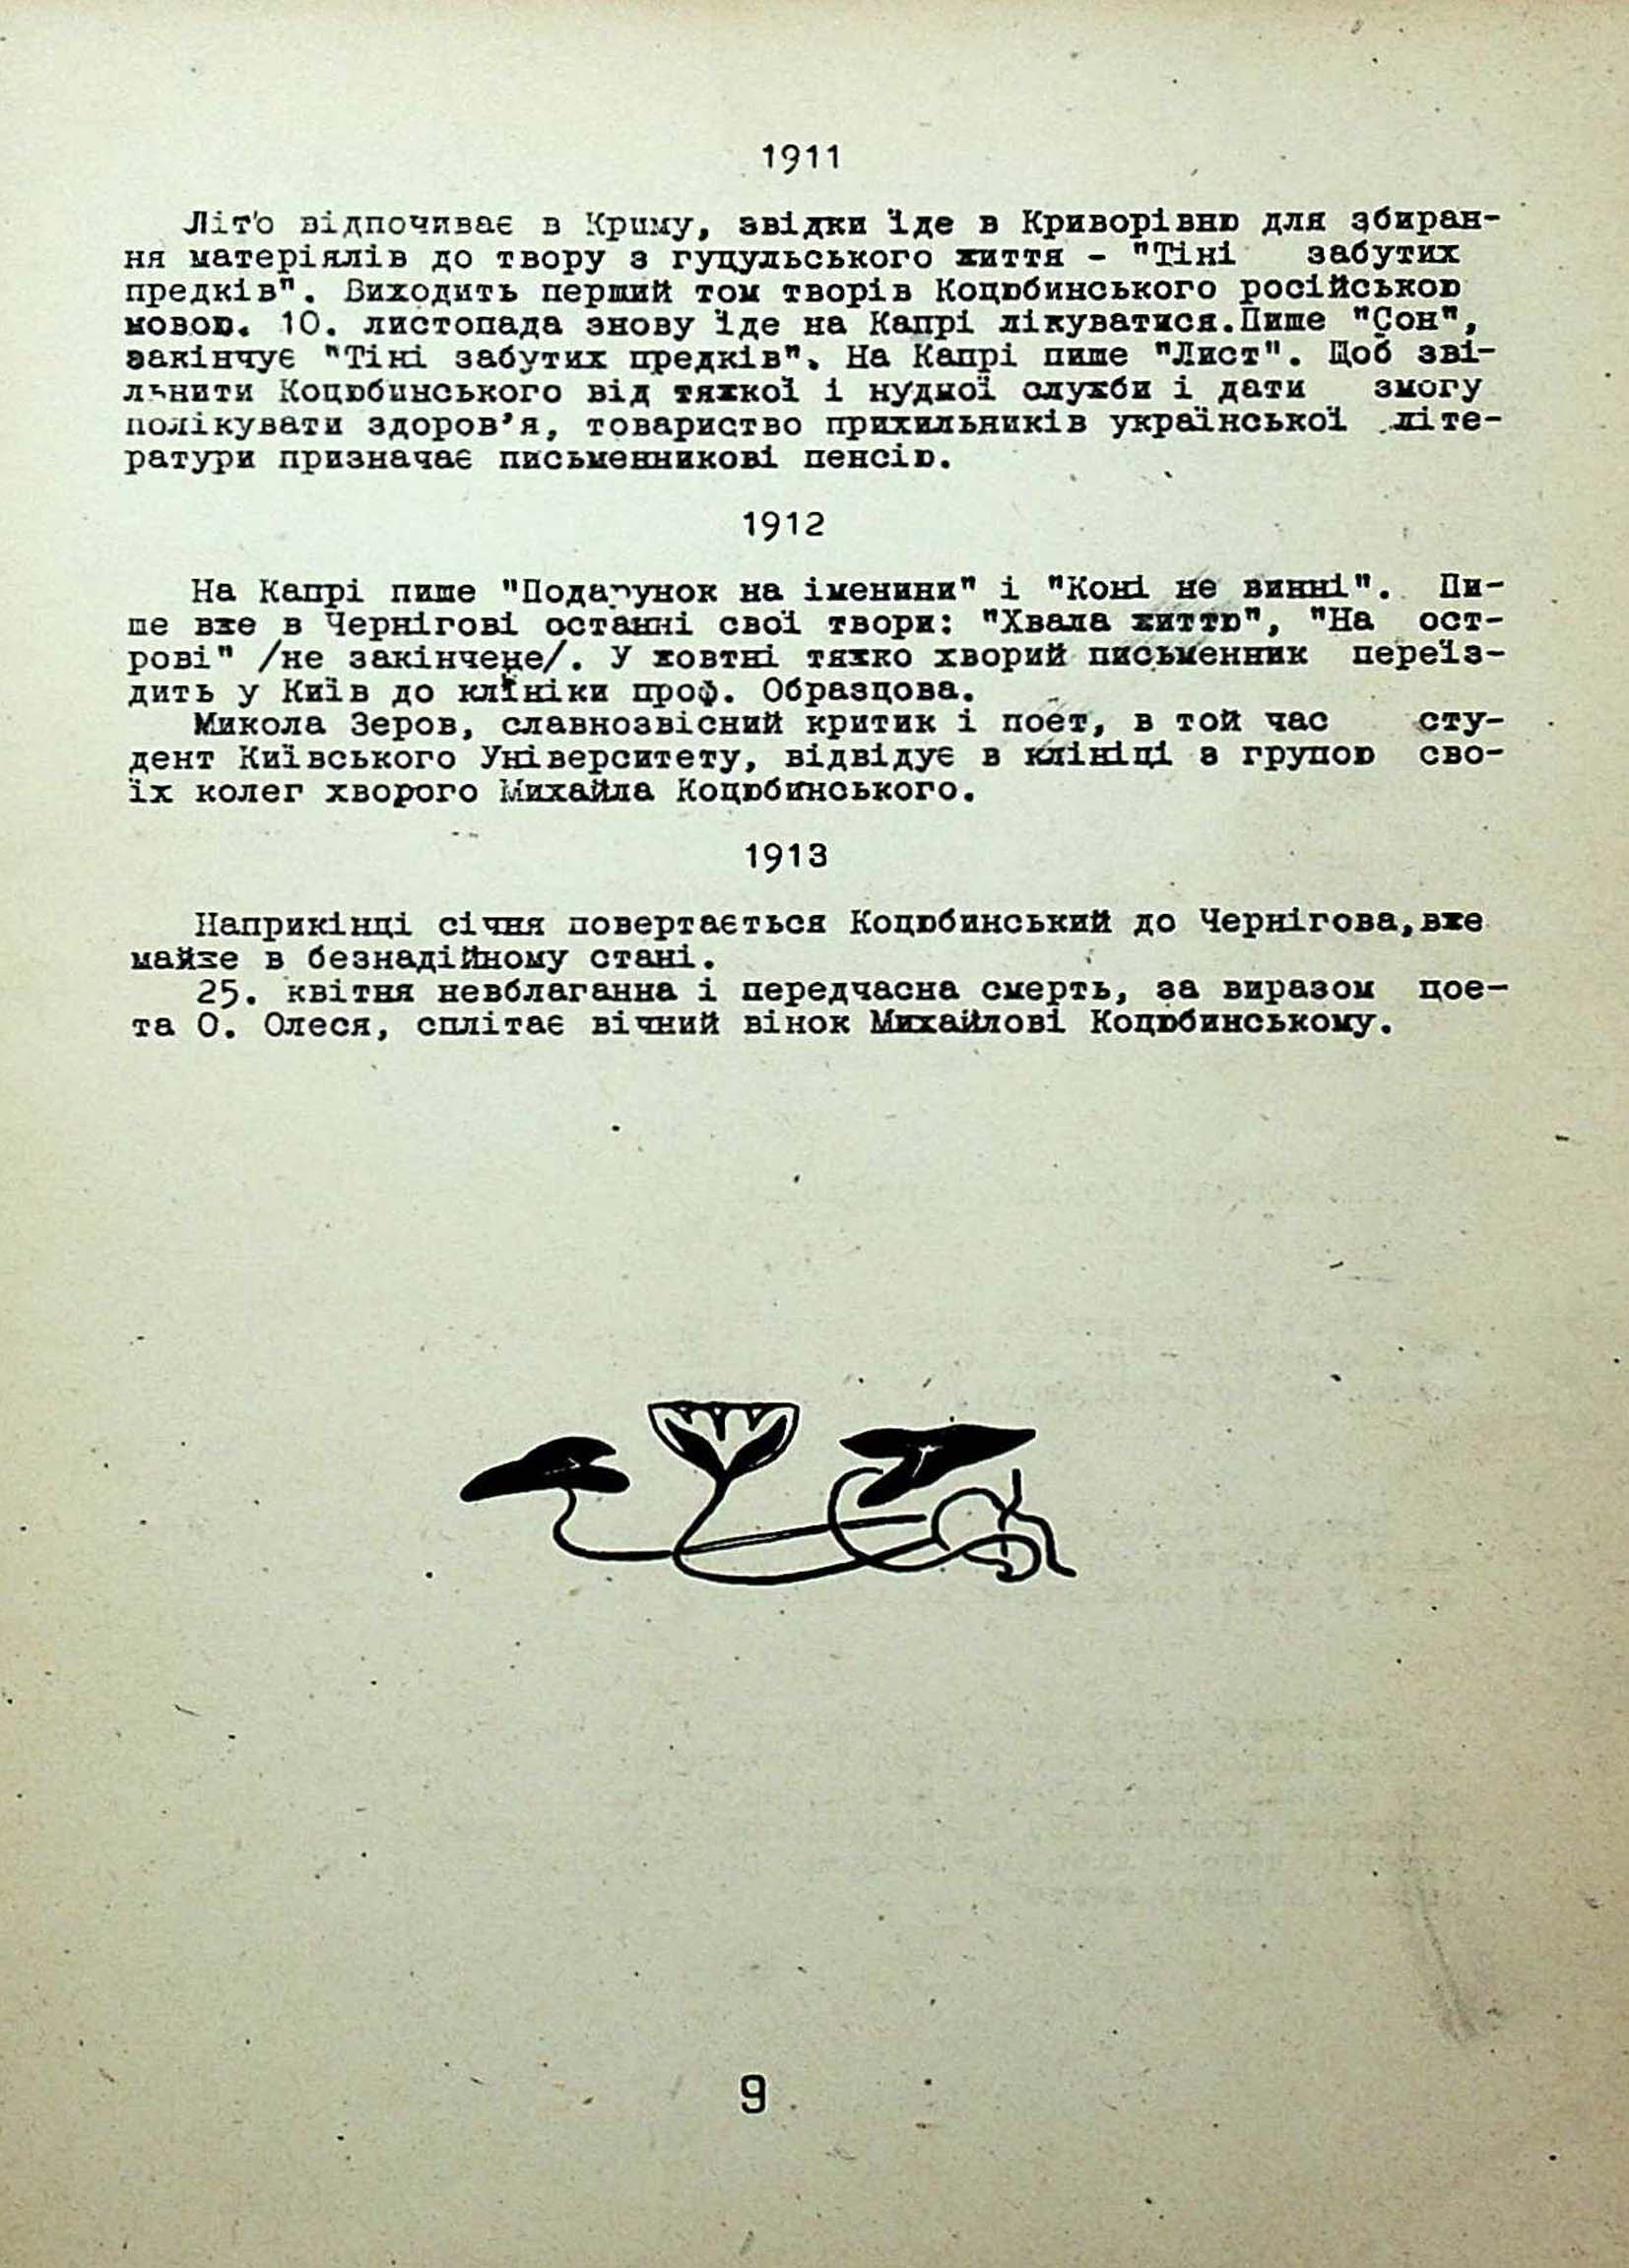 1911
Літо відпочиває в Криму, звідки їде в Криворівню для збиран-
ня матеріялів до твору з гуцульського життя - "Тіні забутих
предків". Виходить перший том творів Коцюбинського російською
мовою. 10. листопада знову їде на Капрі лікуватися.Пише "Сон",
закінчує "Тіні забутих предків". На Капрі пише "Лист". Щоб зві-
льнити Коцюбинського від тяжкої і нудної служби і дати змогу
полікувати здоров'я, товариство прихильників української літе-
ратури призначає письменникові пенсію.
1912
На Капрі пише "Подарунок на іменини" і "Коні не винні". Пи-
ше вже в Чернігові останні свої твори: "Хвала життю", "На ост-
рові" /не закінчене/. У жовтні тяжко хворий письменник переїз-
дить у Київ до клініки проф. Образцова.
Микола Зеров, славнозвісний критик і поет, в той час сту-
дент Київського Університету, відвідує в клініці з групою сво-
їх колег хворого Михайла Коцюбинського.
1913
Наприкінці січня повертається Коцюбинський до Чернігова,вже
майже в безнадійному стані.
25. квітня невблаганна і передчасна смерть, за виразом пое-
та О. Олеся, сплітає вічний вінок Михайлові Коцюбинському.
9